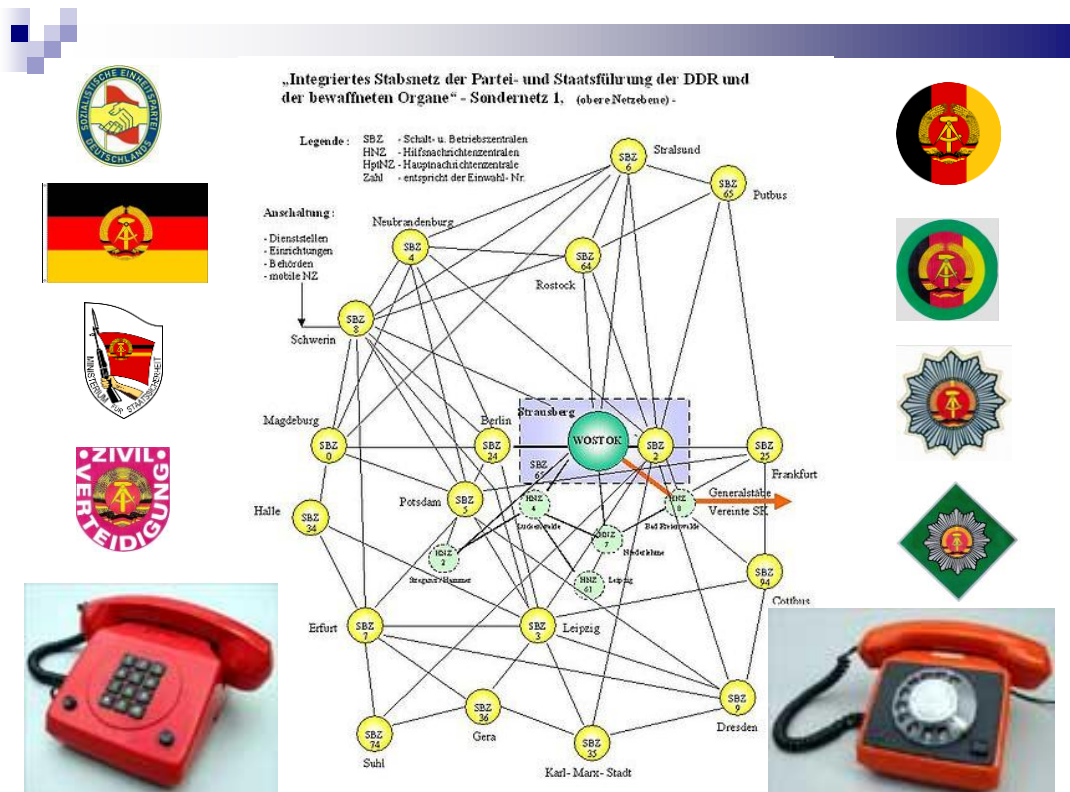 „Integriertes Stabsnetz der Partei- und Staatsführung der DDR und
der bewaffneten Organe“ - Sondernetz 1, (obere Netzebene) -
Legende :
SBZ - Schalt- u. Betriebszentralen
HNZ - Hilfsnachrichtenzentralen
HptNZ - Hauptnachrichtenzentrale
Zahl - entspricht der Einwahl- Nr.
Anschaltung :
- Dienststellen
- Einrichtungen
- Behörden
- mobile NZ
SOZIALISTISCHE EINHEITSPARTEI
DEUTSCHLANDS
MINISTERIUM FÜR STAATSSICHERHEIT
ZIVIL
VERTEIDIGUNG
SBZ 6
Stralsund
SBZ 65
Putbus
Neubrandenburg
SBZ 4
SBZ 64
Rostock
SBZ 8
Schwerin
Magdeburg
SBZ 0
Berlin
SBZ 24
Strausberg
WOSTOK
SBZ 2
SBZ
SBZ 25
Frankfurt
Halle
SBZ 34
Potsdam
SBZ 5
HNZ 4
Luckenwalde
HNZ 8
Bad Freienwalde
Generalstäbe
Vereinte SK
HNZ 7
Niederlehme
HNZ 2
HNZ 61
Leipzig
SBZ 94
Cottbus
Erfurt
SBZ 7
SBZ 3
Leipzig
SBZ 9
Dresden
SBZ 36
Gera
SBZ 74
Suhl
SBZ 35
Karl- Marx- Stadt